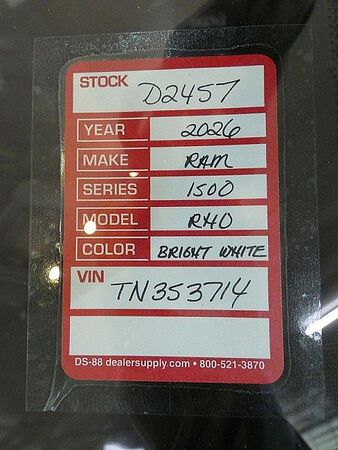 STOCK D2457
YEAR 2026
MAKE RAM
SERIES 1500
MODEL RHO
COLOR BRIGHT WHITE
VIN TN353714
DS-88 dealersupply.com • 800-521-3870